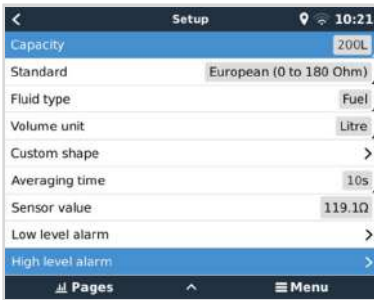 Setup 10:21
Capacity 200L
Standard European (0 to 180 Ohm)
Fluid type Fuel
Volume unit Litre
Custom shape
Averaging time 10s
Sensor value 119.1Ω
Low level alarm
High level alarm
Pages Menu